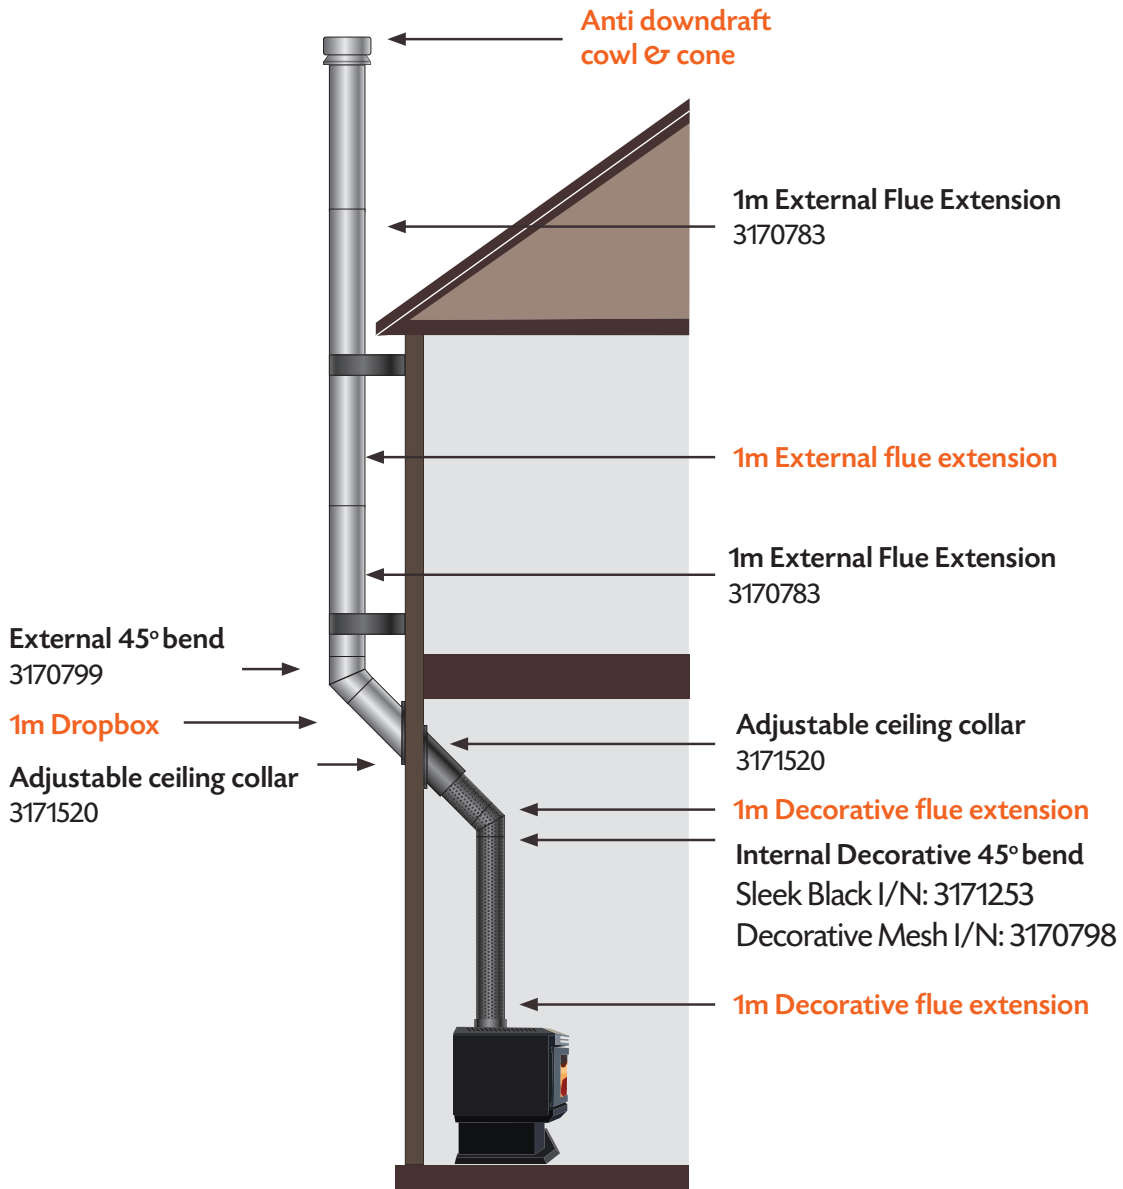 Anti downdraft
cowl & cone
1m External Flue Extension
3170783
1m External flue extension
1m External Flue Extension
3170783
External 45° bend
3170799
1m Dropbox
Adjustable ceiling collar
3171520
Adjustable ceiling collar
3171520
1m Decorative flue extension
Internal Decorative 45° bend
Sleek Black I/N: 3171253
Decorative Mesh I/N: 3170798
1m Decorative flue extension